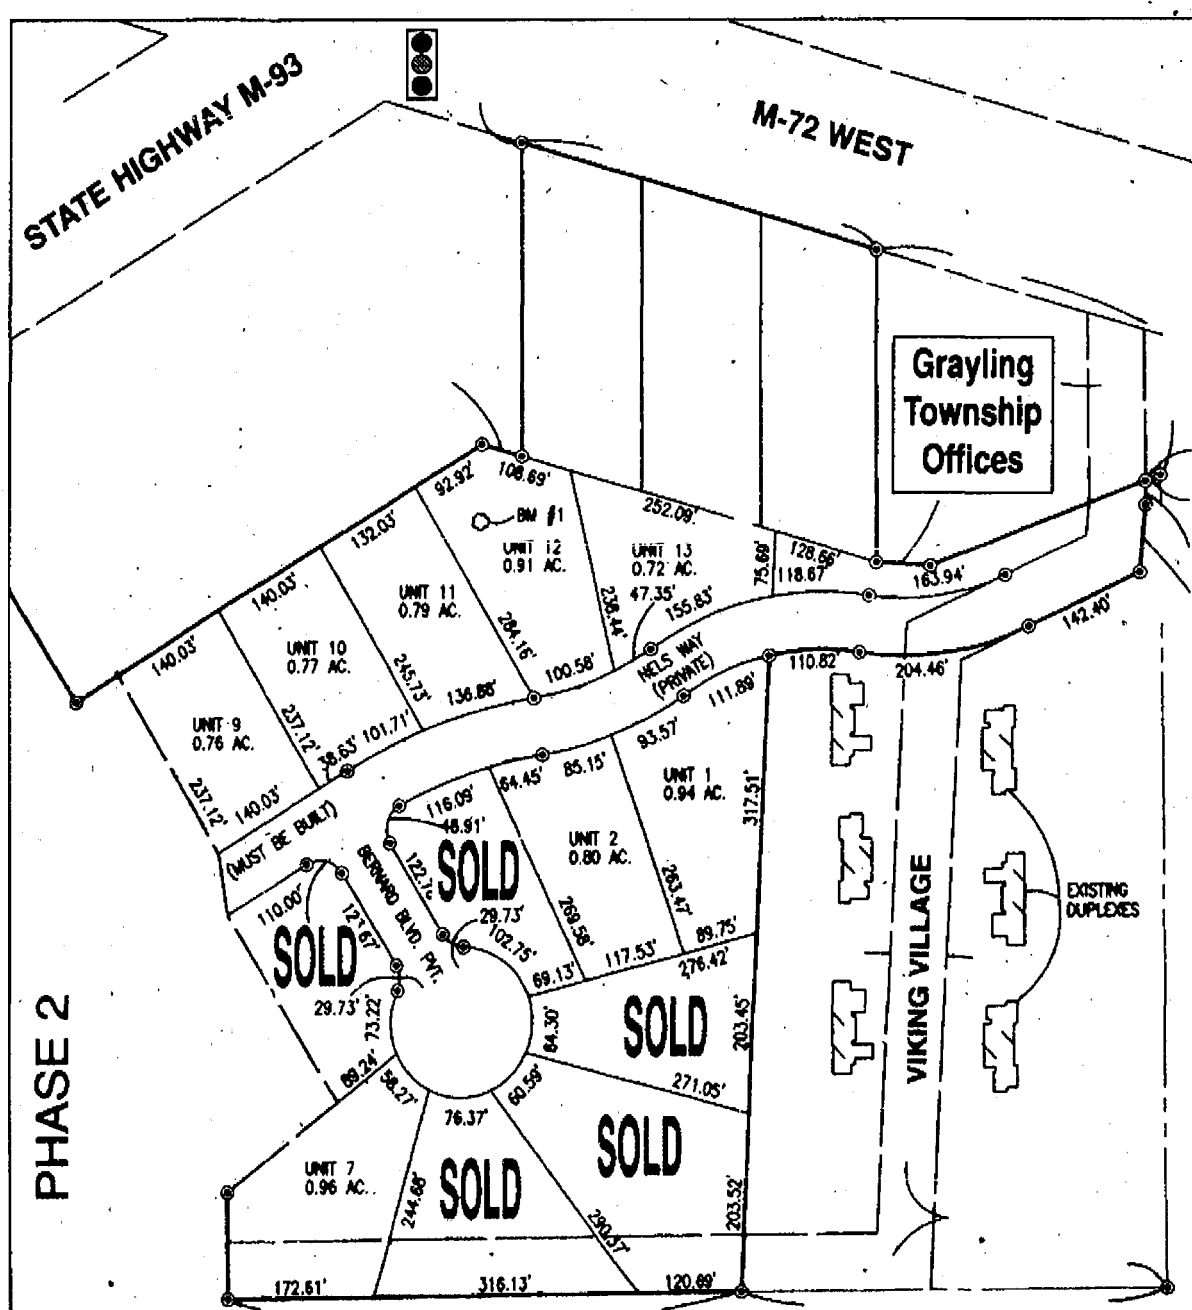 STATE HIGHWAY M-93
M-72 WEST
Grayling
Township
Offices
108.69'
92.92'
BM #1
132.03'
252.09'
UNIT 12
0.91 AC.
UNIT 13
0.72 AC.
75.69'
128.66'
118.67'
163.94'
140.03'
UNIT 11
0.79 AC.
47.35'
155.83'
142.40'
284.16'
238.44'
140.03'
UNIT 10
0.77 AC.
245.73'
100.58'
NELS WAY
(PRIVATE)
110.82'
204.46'
136.88'
111.89'
UNIT 9
0.76 AC.
237.12'
38.63'
101.71'
93.57'
85.15'
64.45'
237.12'
140.03'
UNIT 1
0.94 AC.
317.51'
116.09'
48.91'
(MUST BE BUILT)
BERNARD BLVD. PVT.
SOLD
UNIT 2
0.80 AC.
263.47'
VIKING VILLAGE
EXISTING
DUPLEXES
110.00'
269.58'
29.73'
102.75'
89.75'
SOLD
117.53'
276.42'
69.13'
29.73'
73.22'
84.30'
SOLD
203.45'
PHASE 2
89.24'
58.27'
60.59'
271.05'
76.37'
SOLD
UNIT 7
0.96 AC.
244.68'
SOLD
203.52'
290.37'
172.61'
316.13'
120.89'